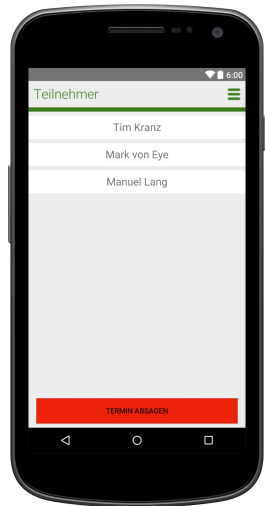 6:00
Teilnehmer
Tim Kranz
Mark von Eye
Manuel Lang
TERMIN ABSAGEN